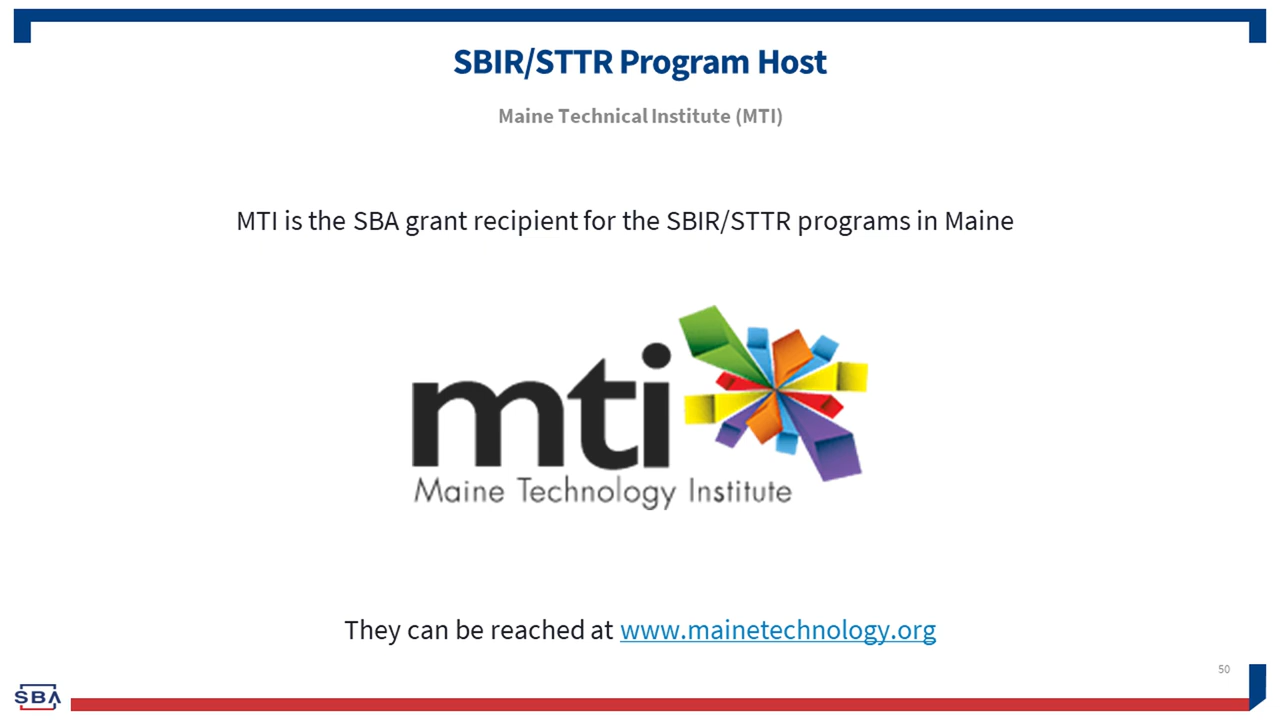 SBIR/STTR Program Host
Maine Technical Institute (MTI)
MTI is the SBA grant recipient for the SBIR/STTR programs in Maine
mti
Maine Technology Institute
They can be reached at www.mainetechnology.org
50
SBA